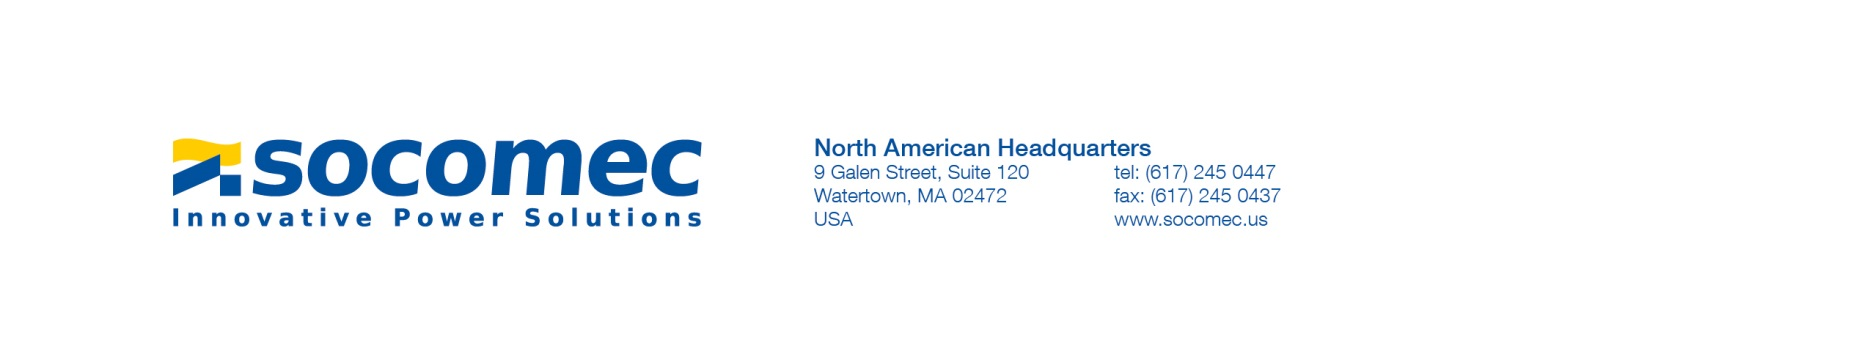 socomec
Innovative Power Solutions
North American Headquarters
9 Galen Street, Suite 120
Watertown, MA 02472
USA
tel: (617) 245 0447
fax: (617) 245 0437
www.socomec.us